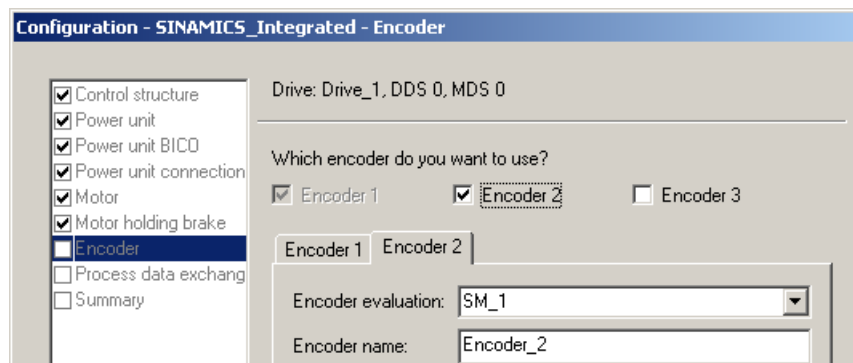 Configuration - SINAMICS_Integrated - Encoder
Control structure
Power unit
Power unit BICO
Power unit connection
Motor
Motor holding brake
Encoder
Process data exchang
Summary
Drive: Drive_1, DDS 0, MDS 0
Which encoder do you want to use?
Encoder 1 Encoder 2 Encoder 3
Encoder 1 Encoder 2
Encoder evaluation: SM_1
Encoder name: Encoder_2